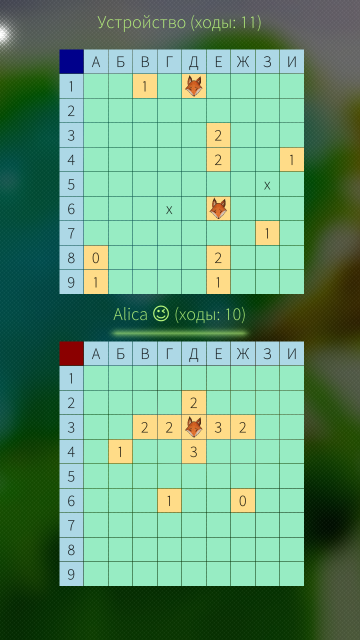 Устройство (ходы: 11)
А Б В Г Д Е Ж З И
1 1
2
3 2
4 2 1
5 x
6 x
7 1
8 0 2
9 1 1
Alica 😉 (ходы: 10)
А Б В Г Д Е Ж З И
1
2 2
3 2 2 3 2
4 1 3
5
6 1 0
7
8
9